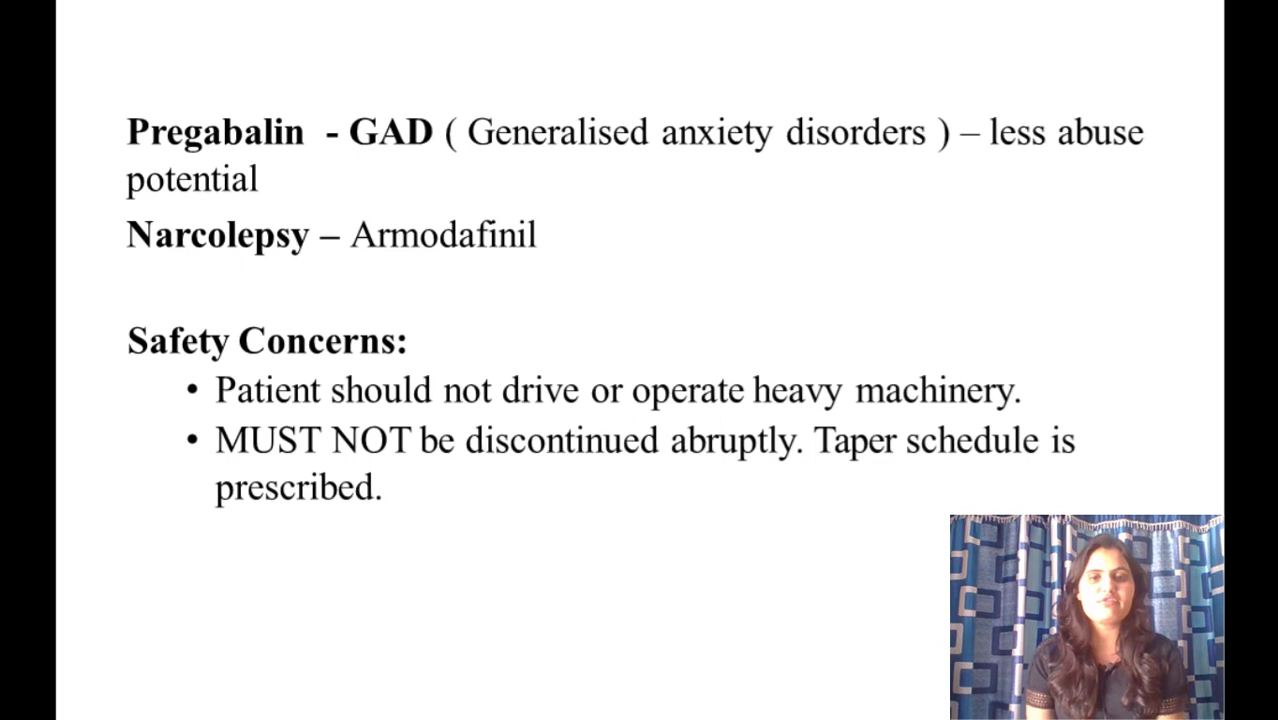 Pregabalin - GAD ( Generalised anxiety disorders ) – less abuse
potential
Narcolepsy – Armodafinil
Safety Concerns:
• Patient should not drive or operate heavy machinery.
• MUST NOT be discontinued abruptly. Taper schedule is
prescribed.